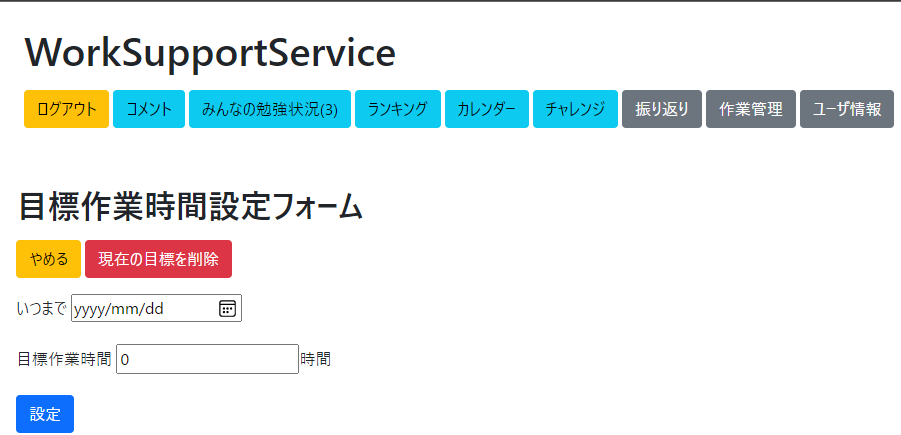 WorkSupportService
ログアウト コメント みんなの勉強状況(3) ランキング カレンダー チャレンジ 振り返り 作業管理 ユーザ情報
目標作業時間設定フォーム
やめる 現在の目標を削除
いつまで yyyy/mm/dd
目標作業時間 0 時間
設定